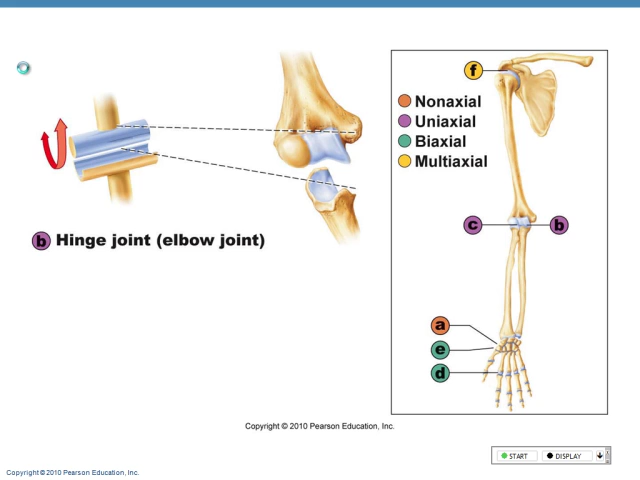 f
Nonaxial
Uniaxial
Biaxial
Multiaxial
c
b
b Hinge joint (elbow joint)
a
e
d
Copyright © 2010 Pearson Education, Inc.
START
DISPLAY
Copyright © 2010 Pearson Education, Inc.